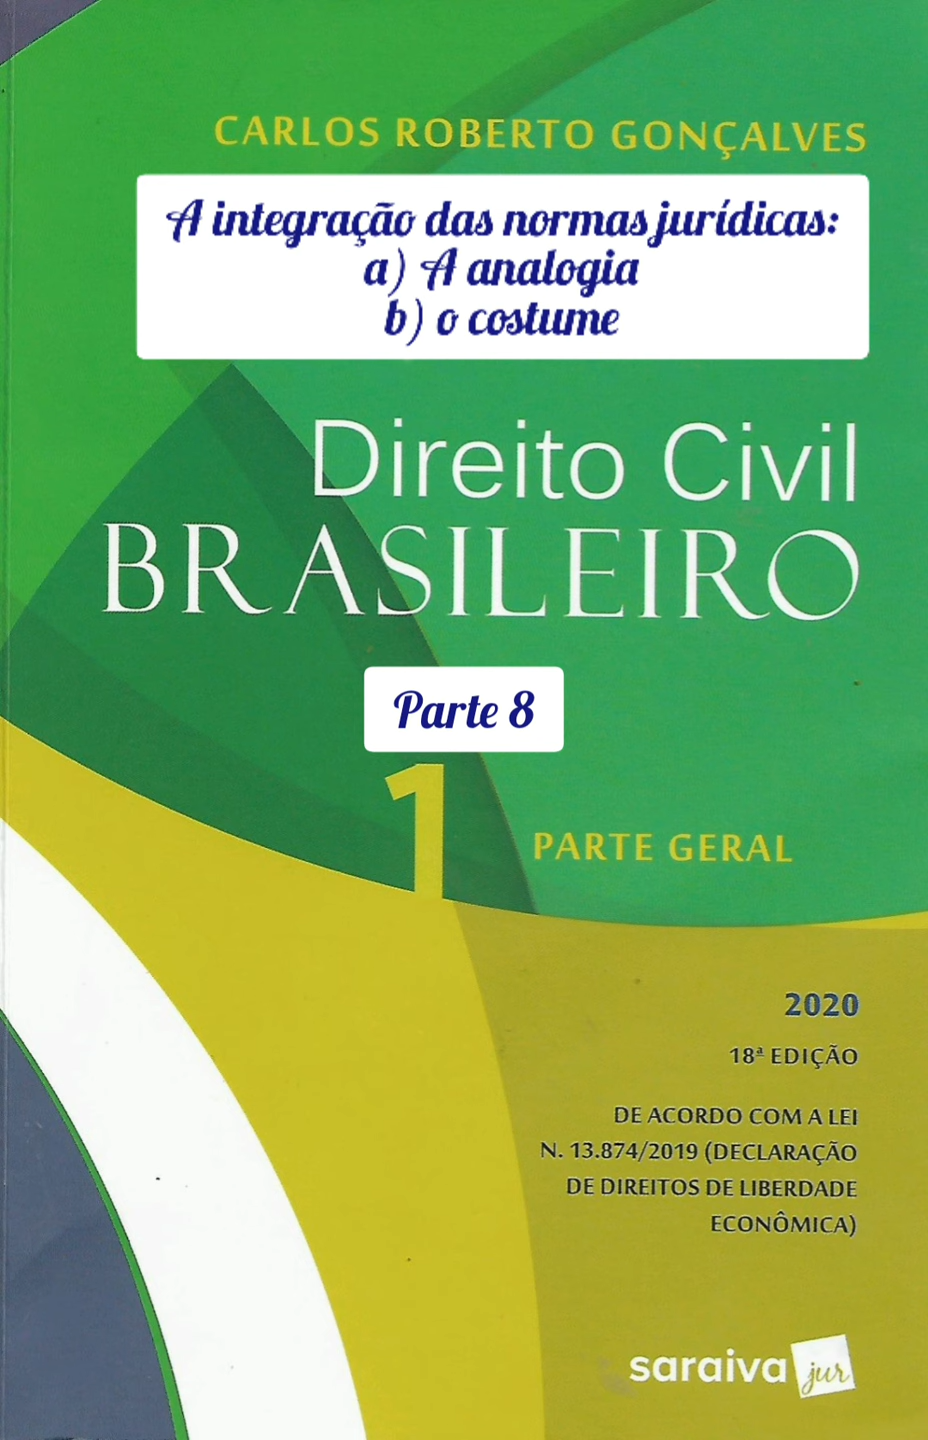 CARLOS ROBERTO GONÇALVES
A integração das normas jurídicas:
a) A analogia
b) o costume
Direito Civil
BRASILEIRO
Parte 8
1
PARTE GERAL
2020
18ª EDIÇÃO
DE ACORDO COM A LEI
N. 13.874/2019 (DECLARAÇÃO
DE DIREITOS DE LIBERDADE
ECONÔMICA)
saraiva jur